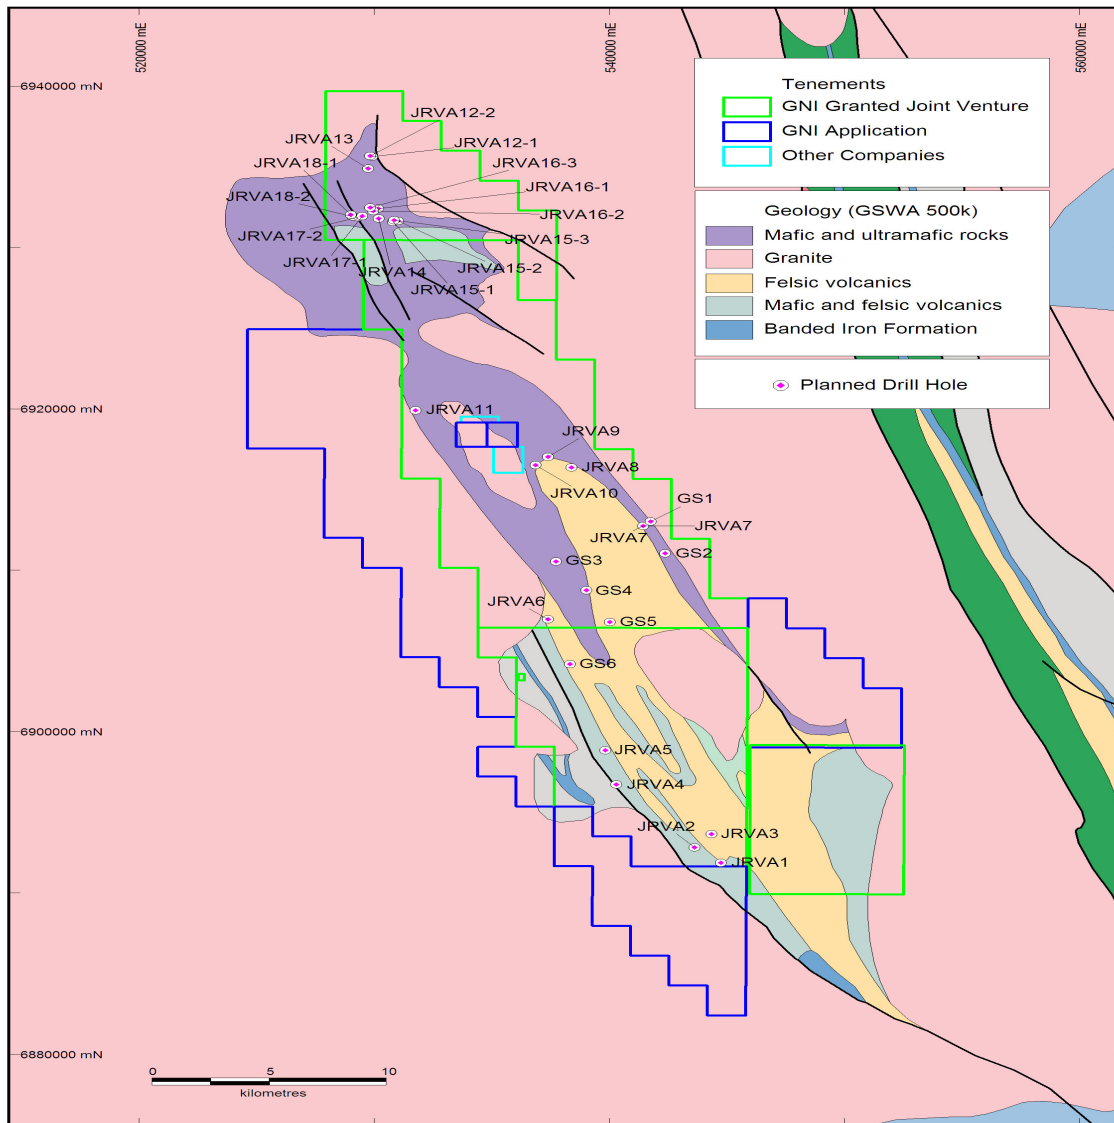 520000 mE
540000 mE
560000 mE
6940000 mN
6920000 mN
6900000 mN
6880000 mN
Tenements
GNI Granted Joint Venture
GNI Application
Other Companies
Geology (GSWA 500k)
Mafic and ultramafic rocks
Granite
Felsic volcanics
Mafic and felsic volcanics
Banded Iron Formation
Planned Drill Hole
JRVA12-2
JRVA13
JRVA12-1
JRVA18-1
JRVA16-3
JRVA16-1
JRVA18-2
JRVA16-2
JRVA17-2
JRVA15-3
JRVA17-1
JRVA14
JRVA15-2
JRVA15-1
JRVA11
JRVA9
JRVA8
JRVA10
GS1
JRVA7
JRVA7
GS2
GS3
GS4
JRVA6
GS5
GS6
JRVA5
JRVA4
JRVA2
JRVA3
JRVA1
0 5 10
kilometres